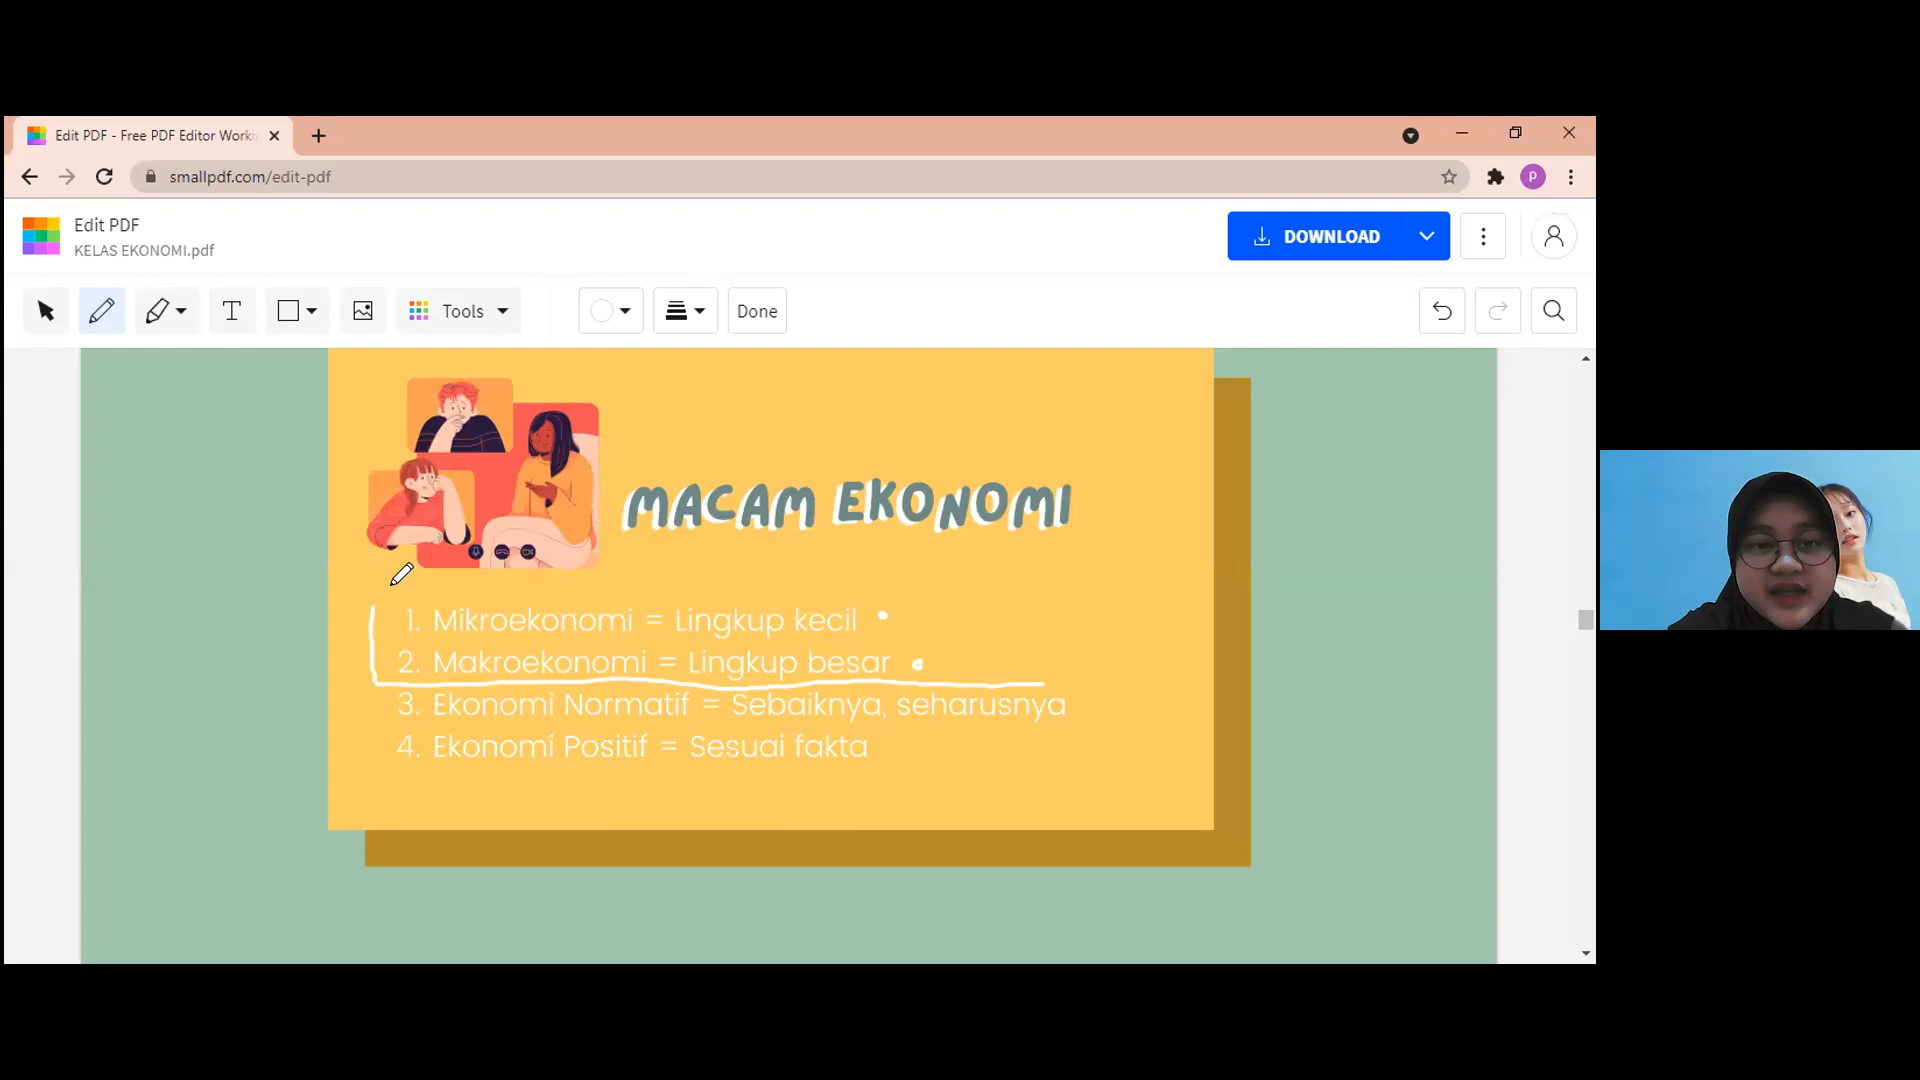 Edit PDF - Free PDF Editor Worki
smallpdf.com/edit-pdf
P
Edit PDF
KELAS EKONOMI.pdf
DOWNLOAD
T
Tools
Done
MACAM EKONOMI
1. Mikroekonomi = Lingkup kecil
2. Makroekonomi = Lingkup besar
3. Ekonomi Normatif = Sebaiknya, seharusnya
4. Ekonomi Positif = Sesuai fakta